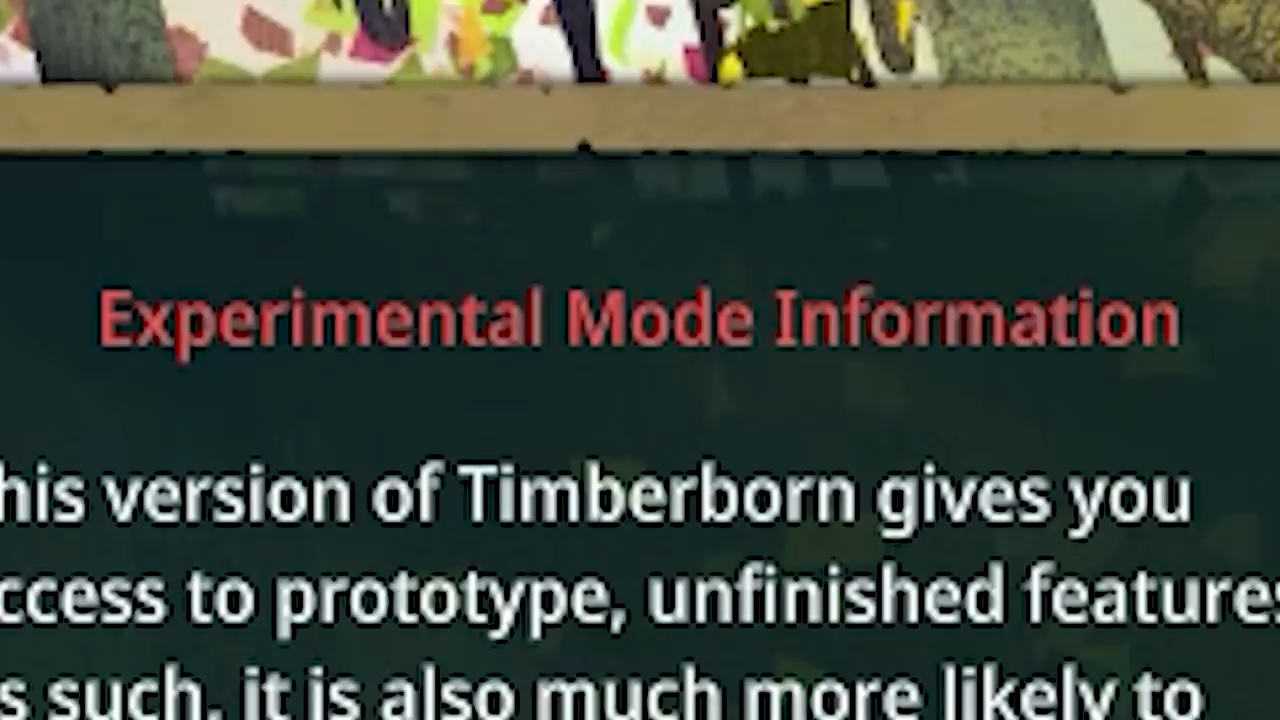 Experimental Mode Information
his version of Timberborn gives you
ccess to prototype, unfinished features
s such, it is also much more likely to